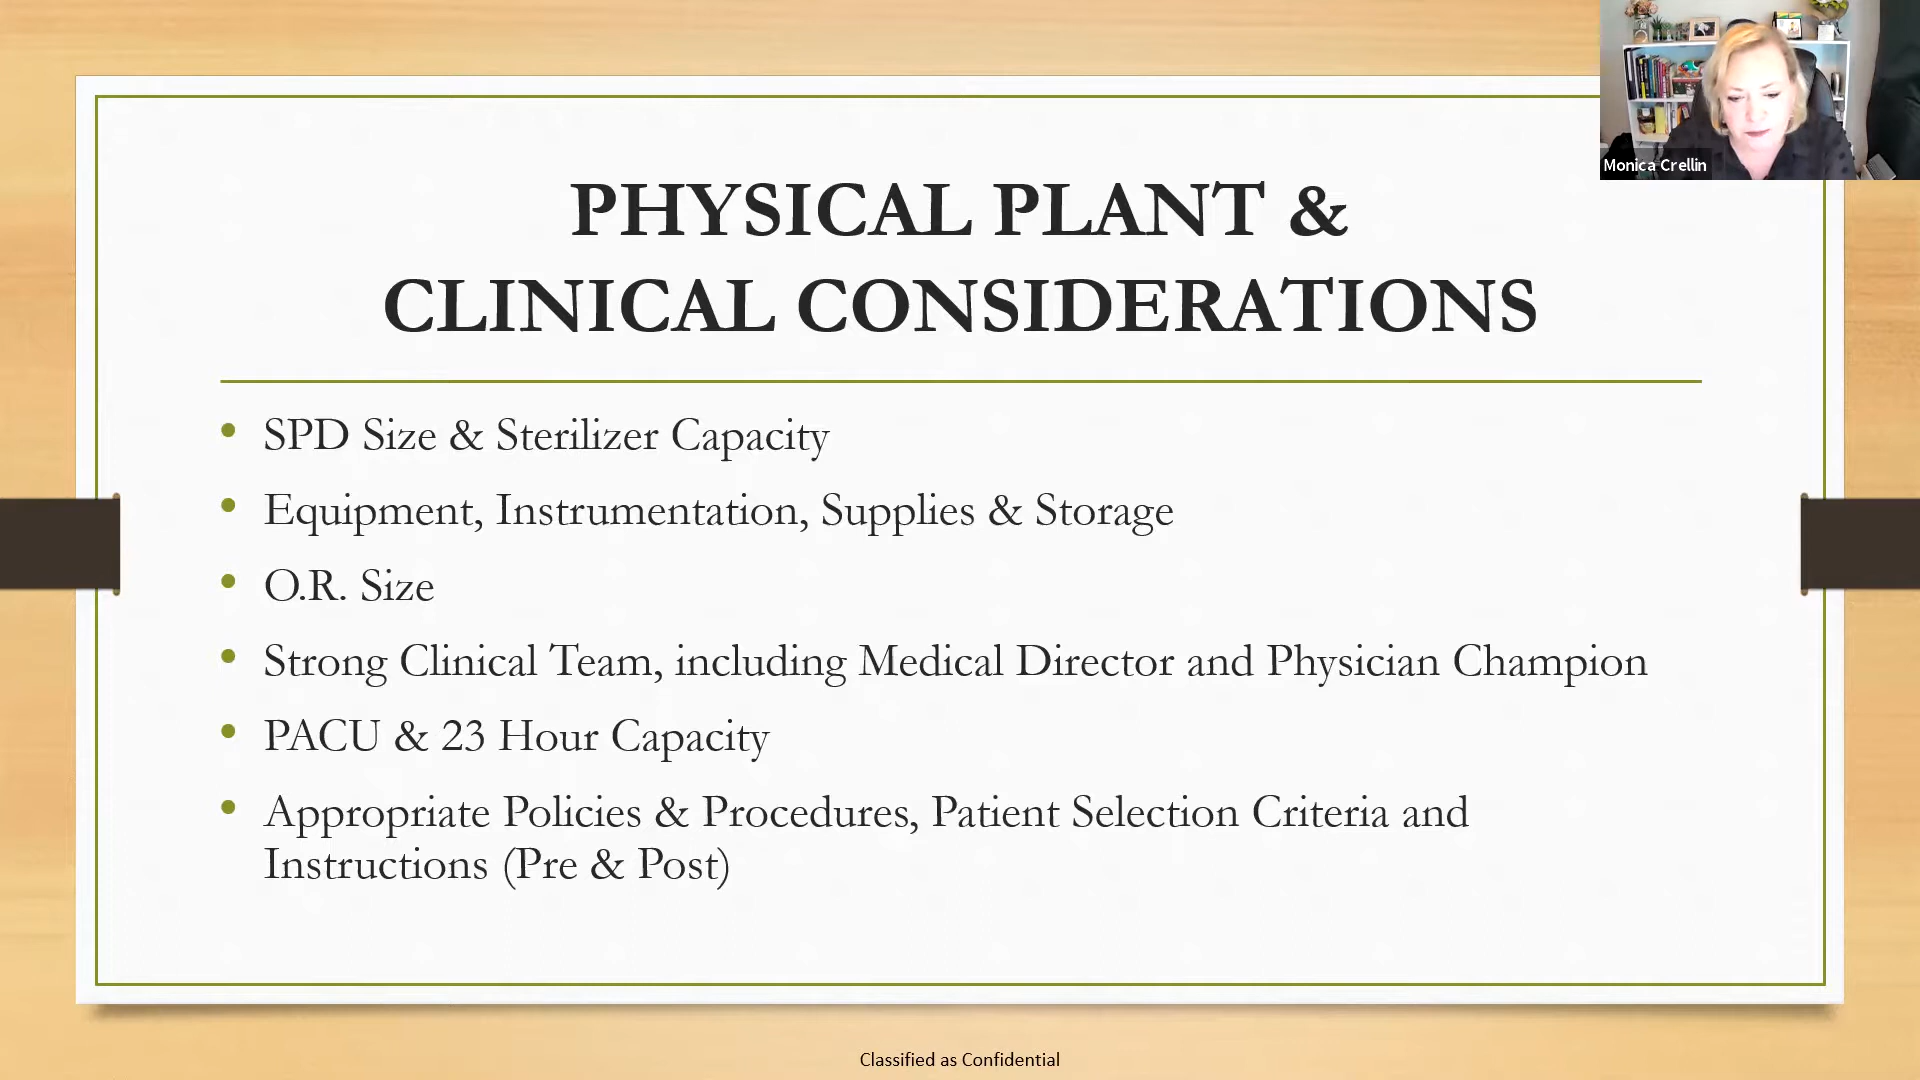 Monica Crellin
PHYSICAL PLANT &
CLINICAL CONSIDERATIONS
• SPD Size & Sterilizer Capacity
• Equipment, Instrumentation, Supplies & Storage
• O.R. Size
• Strong Clinical Team, including Medical Director and Physician Champion
• PACU & 23 Hour Capacity
• Appropriate Policies & Procedures, Patient Selection Criteria and
Instructions (Pre & Post)
Classified as Confidential